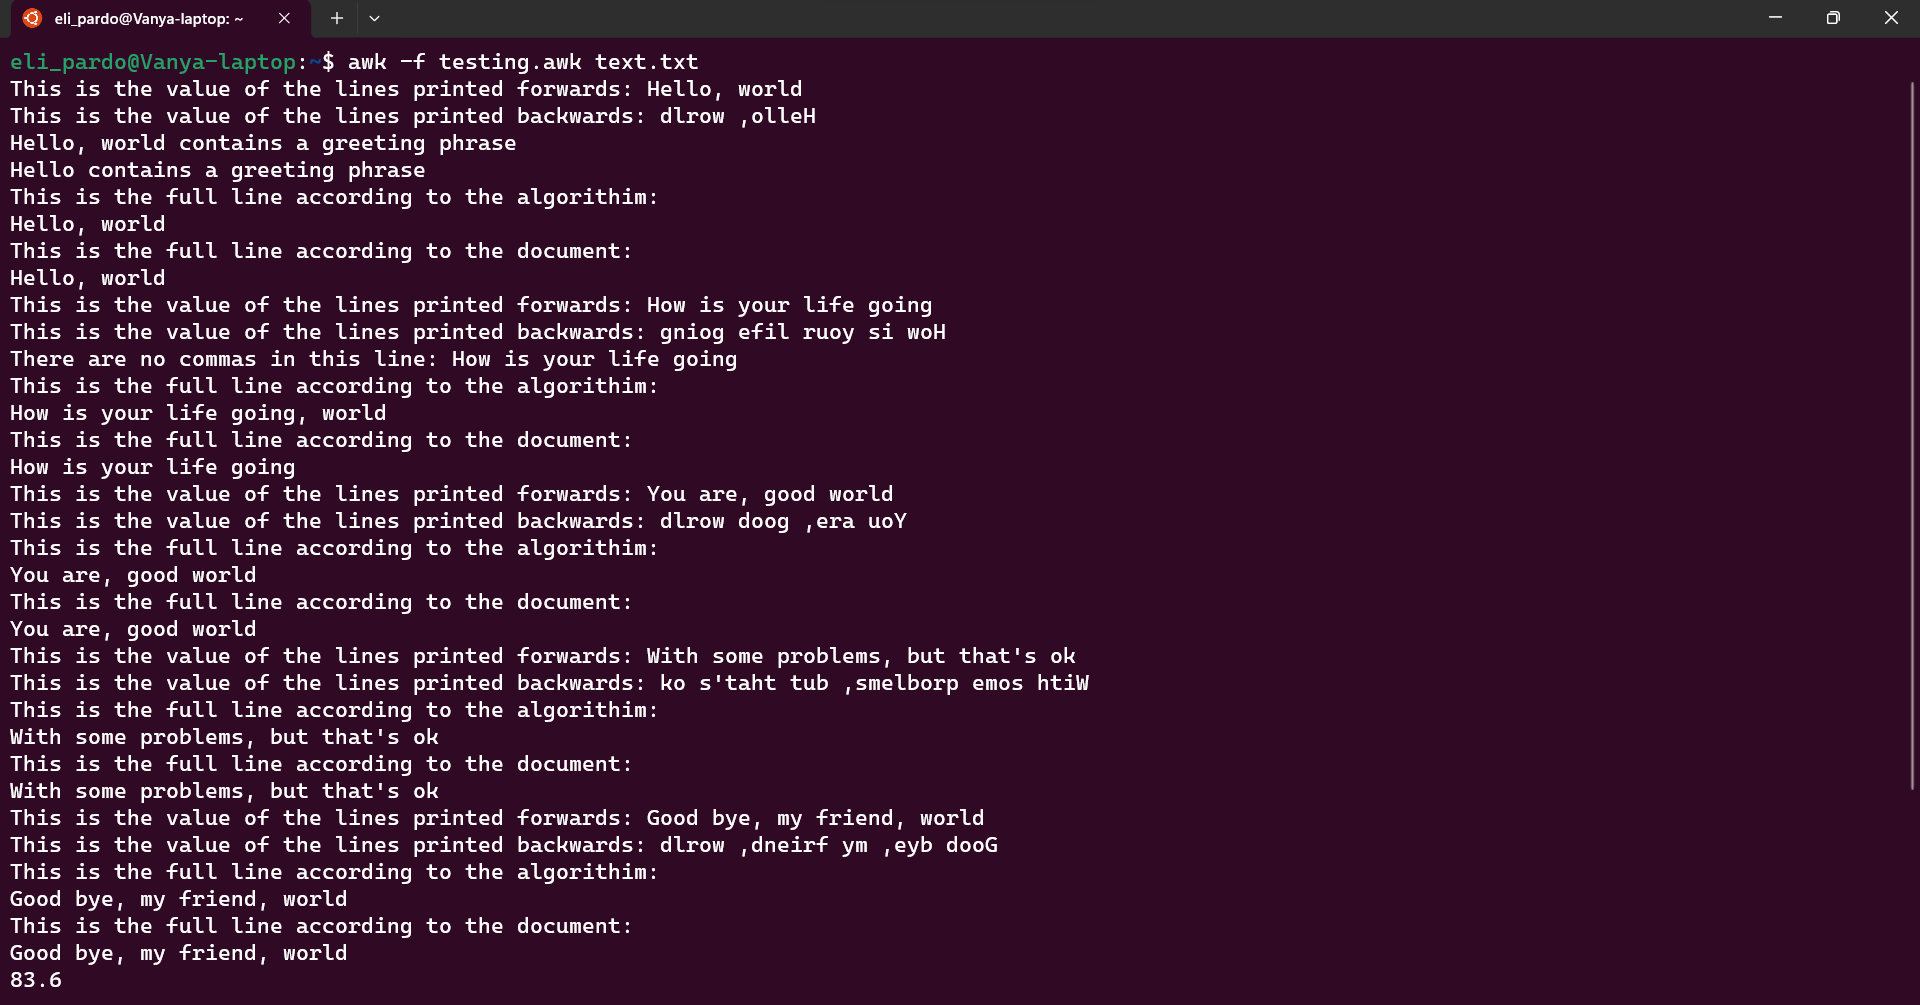 eli_pardo@Vanya-laptop: ~
eli_pardo@Vanya-laptop:~$ awk -f testing.awk text.txt
This is the value of the lines printed forwards: Hello, world
This is the value of the lines printed backwards: dlrow ,olleH
Hello, world contains a greeting phrase
Hello contains a greeting phrase
This is the full line according to the algorithim:
Hello, world
This is the full line according to the document:
Hello, world
This is the value of the lines printed forwards: How is your life going
This is the value of the lines printed backwards: gniog efil ruoy si woH
There are no commas in this line: How is your life going
This is the full line according to the algorithim:
How is your life going, world
This is the full line according to the document:
How is your life going
This is the value of the lines printed forwards: You are, good world
This is the value of the lines printed backwards: dlrow doog ,era uoY
This is the full line according to the algorithim:
You are, good world
This is the full line according to the document:
You are, good world
This is the value of the lines printed forwards: With some problems, but that's ok
This is the value of the lines printed backwards: ko s'taht tub ,smelborp emos htiW
This is the full line according to the algorithim:
With some problems, but that's ok
This is the full line according to the document:
With some problems, but that's ok
This is the value of the lines printed forwards: Good bye, my friend, world
This is the value of the lines printed backwards: dlrow ,dneirf ym ,eyb dooG
This is the full line according to the algorithim:
Good bye, my friend, world
This is the full line according to the document:
Good bye, my friend, world
83.6